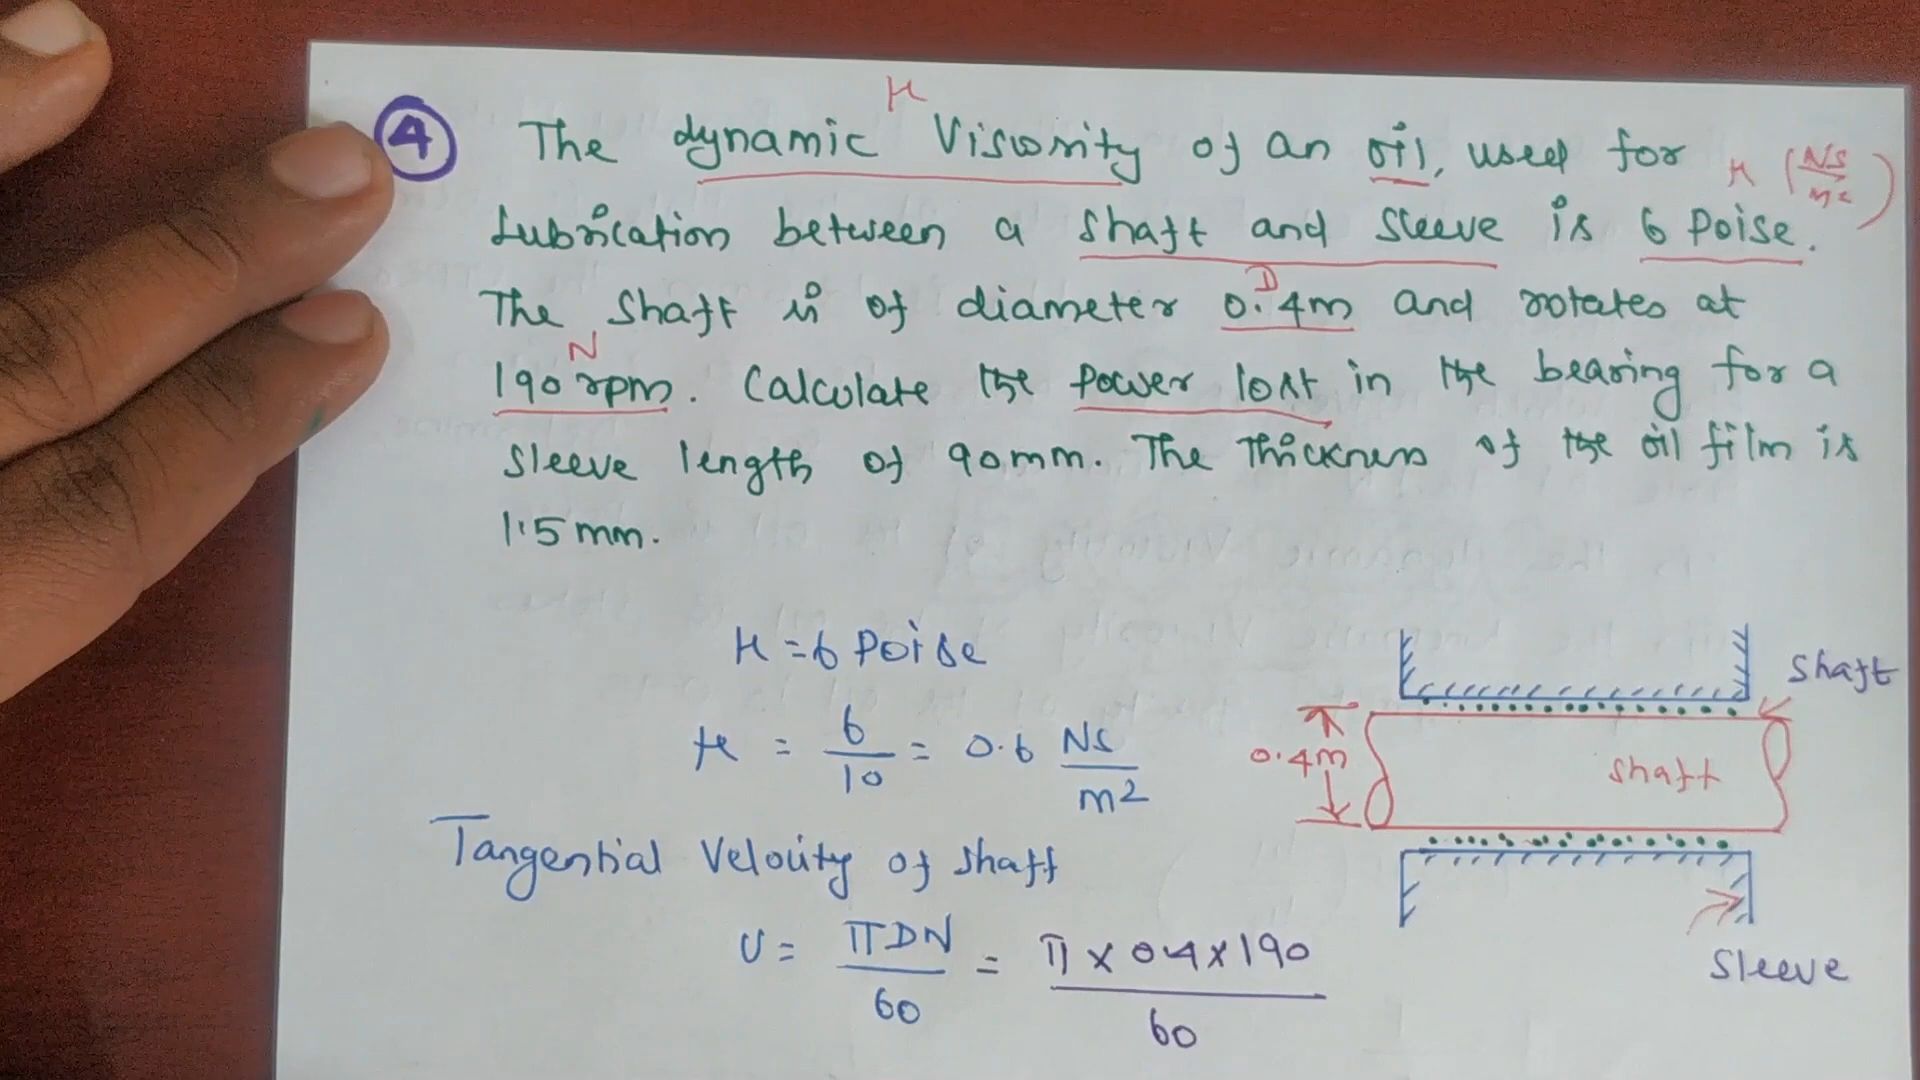 μ
④ The dynamic Viscosity of an oil, used for μ (Ns/m²)
Lubrication between a shaft and sleeve is 6 Poise.
D
The Shaft is of diameter 0.4m and rotates at
N
190 rpm. Calculate the power lost in the bearing for a
Sleeve length of 90mm. The Thickness of the oil film is
1.5mm.
μ = 6 Poise
μ = 6/10 = 0.6 Ns/m²
Tangential Velocity of shaft
U = πDN/60 = π × 0.4 × 190/60
Shaft
0.4m
Shaft
Sleeve